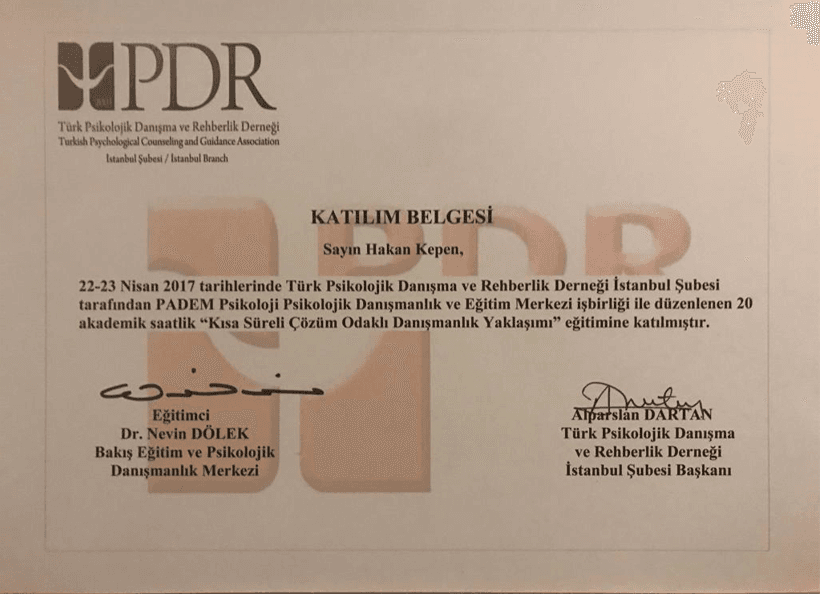 PDR
Türk Psikolojik Danışma ve Rehberlik Derneği
Turkish Psychological Counseling and Guidance Association
İstanbul Şubesi / Istanbul Branch
PDR
KATILIM BELGESİ
Sayın Hakan Kepen,
22-23 Nisan 2017 tarihlerinde Türk Psikolojik Danışma ve Rehberlik Derneği İstanbul Şubesi
tarafından PADEM Psikoloji Psikolojik Danışmanlık ve Eğitim Merkezi işbirliği ile düzenlenen 20
akademik saatlik “Kısa Süreli Çözüm Odaklı Danışmanlık Yaklaşımı” eğitimine katılmıştır.
Eğitimci
Dr. Nevin DÖLEK
Bakış Eğitim ve Psikolojik
Danışmanlık Merkezi
Alparslan DARTAN
Türk Psikolojik Danışma
ve Rehberlik Derneği
İstanbul Şubesi Başkanı